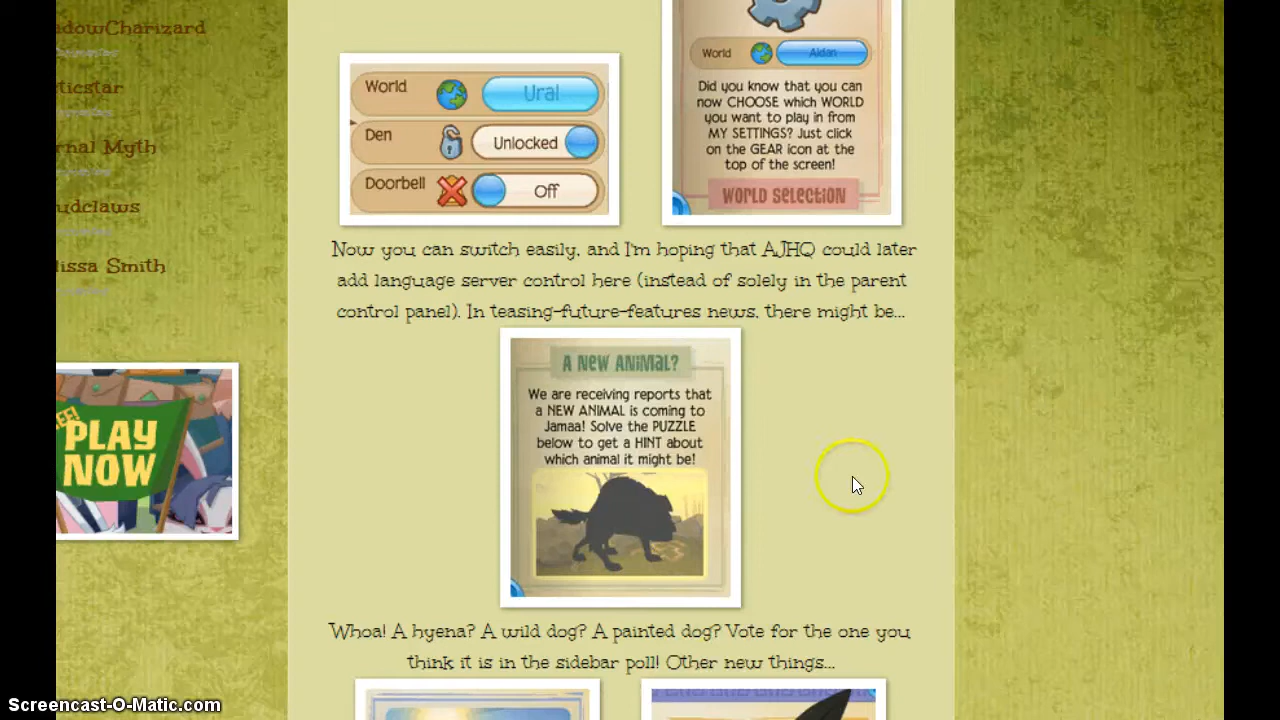 adowCharizard
ticstar
rnal Myth
udclaws
lissa Smith
EE!
PLAY
NOW
World Ural
Den Unlocked
Doorbell Off
World Aldan
Did you know that you can
now CHOOSE which WORLD
you want to play in from
MY SETTINGS? Just click
on the GEAR icon at the
top of the screen!
WORLD SELECTION
Now you can switch easily, and I'm hoping that AJHQ could later
add language server control here (instead of solely in the parent
control panel). In teasing-future-features news, there might be...
A NEW ANIMAL?
We are receiving reports that
a NEW ANIMAL is coming to
Jamaa! Solve the PUZZLE
below to get a HINT about
which animal it might be!
Whoa! A hyena? A wild dog? A painted dog? Vote for the one you
think it is in the sidebar poll! Other new things...
Screencast-O-Matic.com